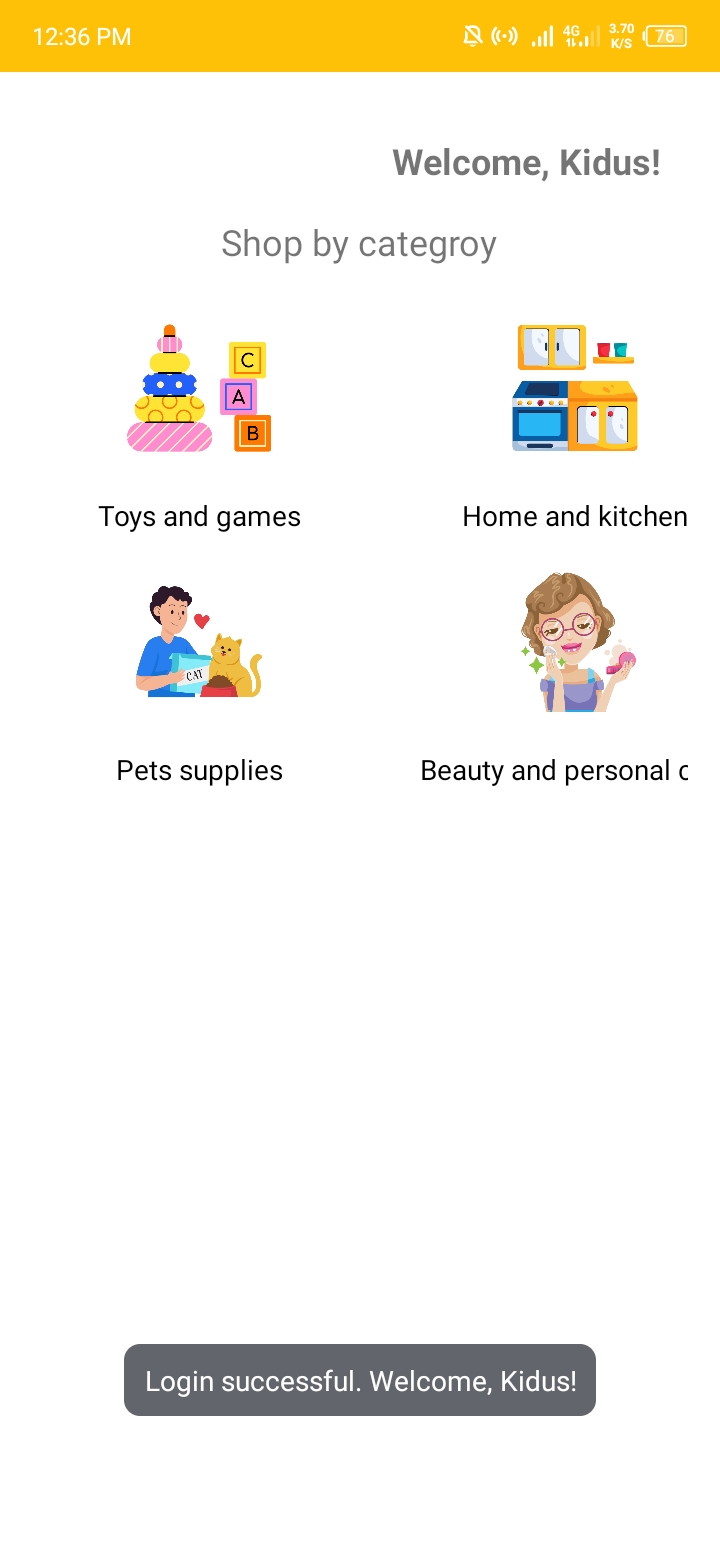 12:36 PM 4G 3.70 K/S 76
Welcome, Kidus!
Shop by categroy
C
A
B
Toys and games Home and kitchen
CAT
Pets supplies Beauty and personal c
Login successful. Welcome, Kidus!